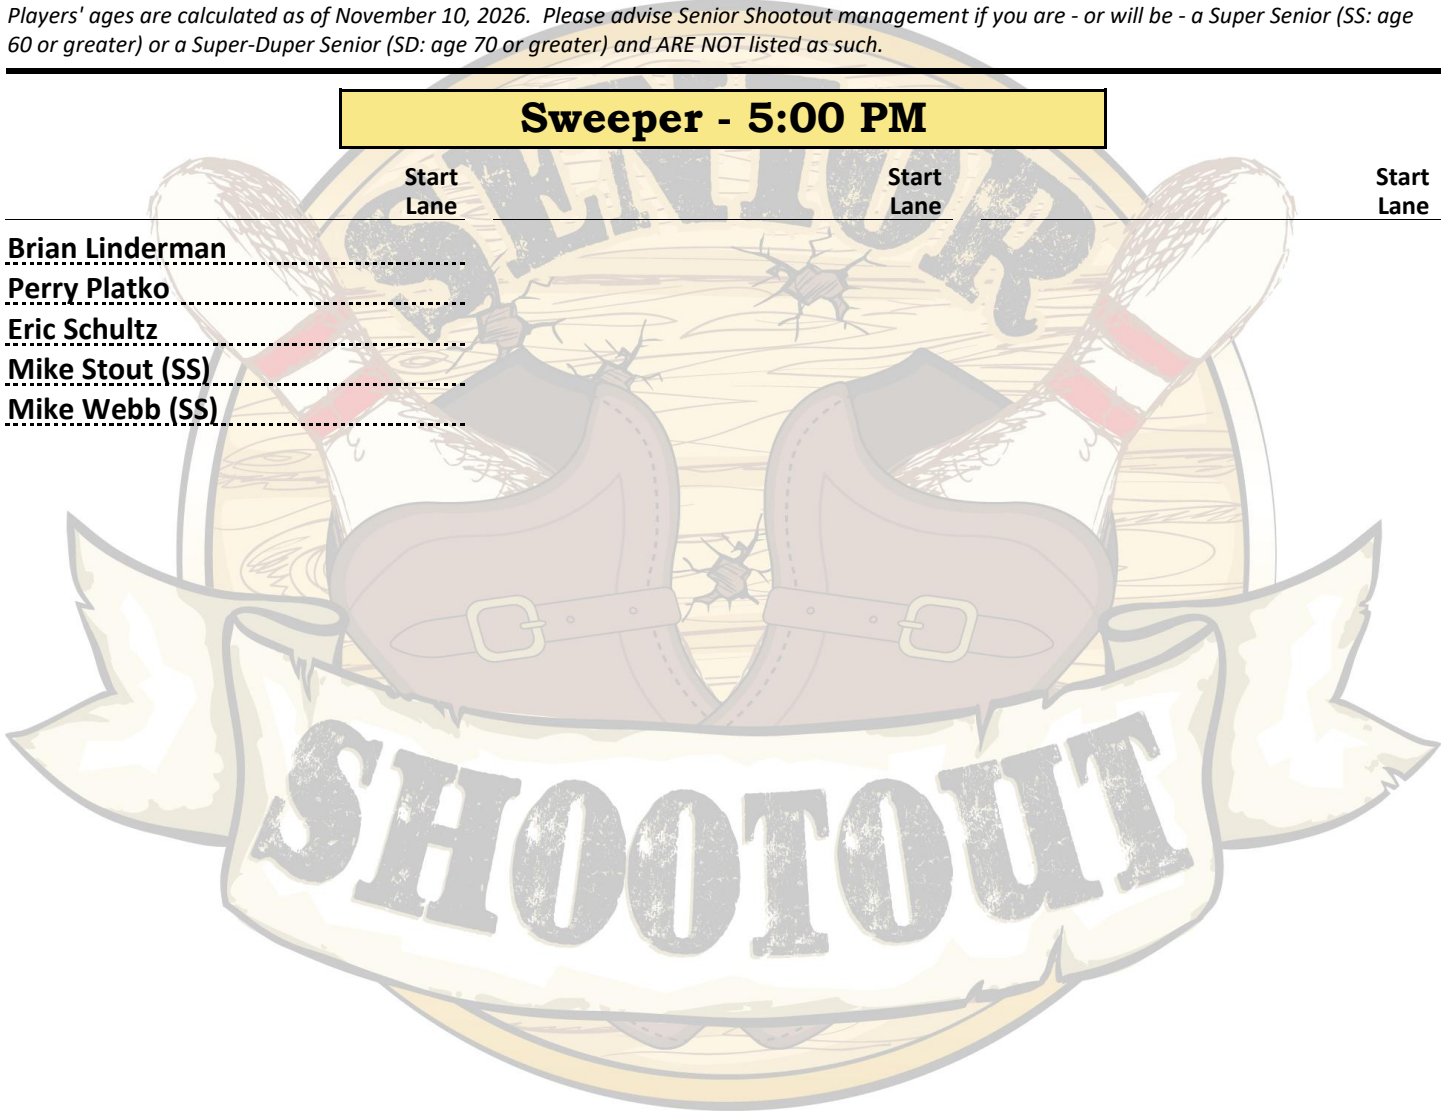 Players' ages are calculated as of November 10, 2026.  Please advise Senior Shootout management if you are - or will be - a Super Senior (SS: age
60 or greater) or a Super-Duper Senior (SD: age 70 or greater) and ARE NOT listed as such.
Sweeper - 5:00 PM
Start Start Start
Lane Lane Lane
Brian Linderman
Perry Platko
Eric Schultz
Mike Stout (SS)
Mike Webb (SS)
SENIOR
SHOOTOUT